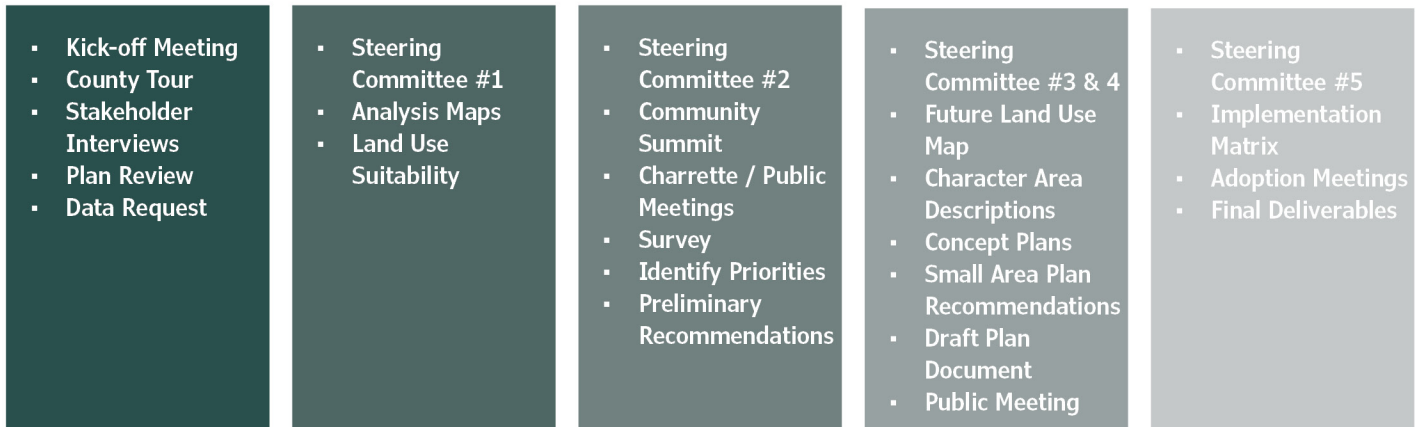 ▪ Kick-off Meeting
▪ County Tour
▪ Stakeholder
Interviews
▪ Plan Review
▪ Data Request
▪ Steering
Committee #1
▪ Analysis Maps
▪ Land Use
Suitability
▪ Steering
Committee #2
▪ Community
Summit
▪ Charrette / Public
Meetings
▪ Survey
▪ Identify Priorities
▪ Preliminary
Recommendations
▪ Steering
Committee #3 & 4
▪ Future Land Use
Map
▪ Character Area
Descriptions
▪ Concept Plans
▪ Small Area Plan
Recommendations
▪ Draft Plan
Document
▪ Public Meeting
▪ Steering
Committee #5
▪ Implementation
Matrix
▪ Adoption Meetings
▪ Final Deliverables